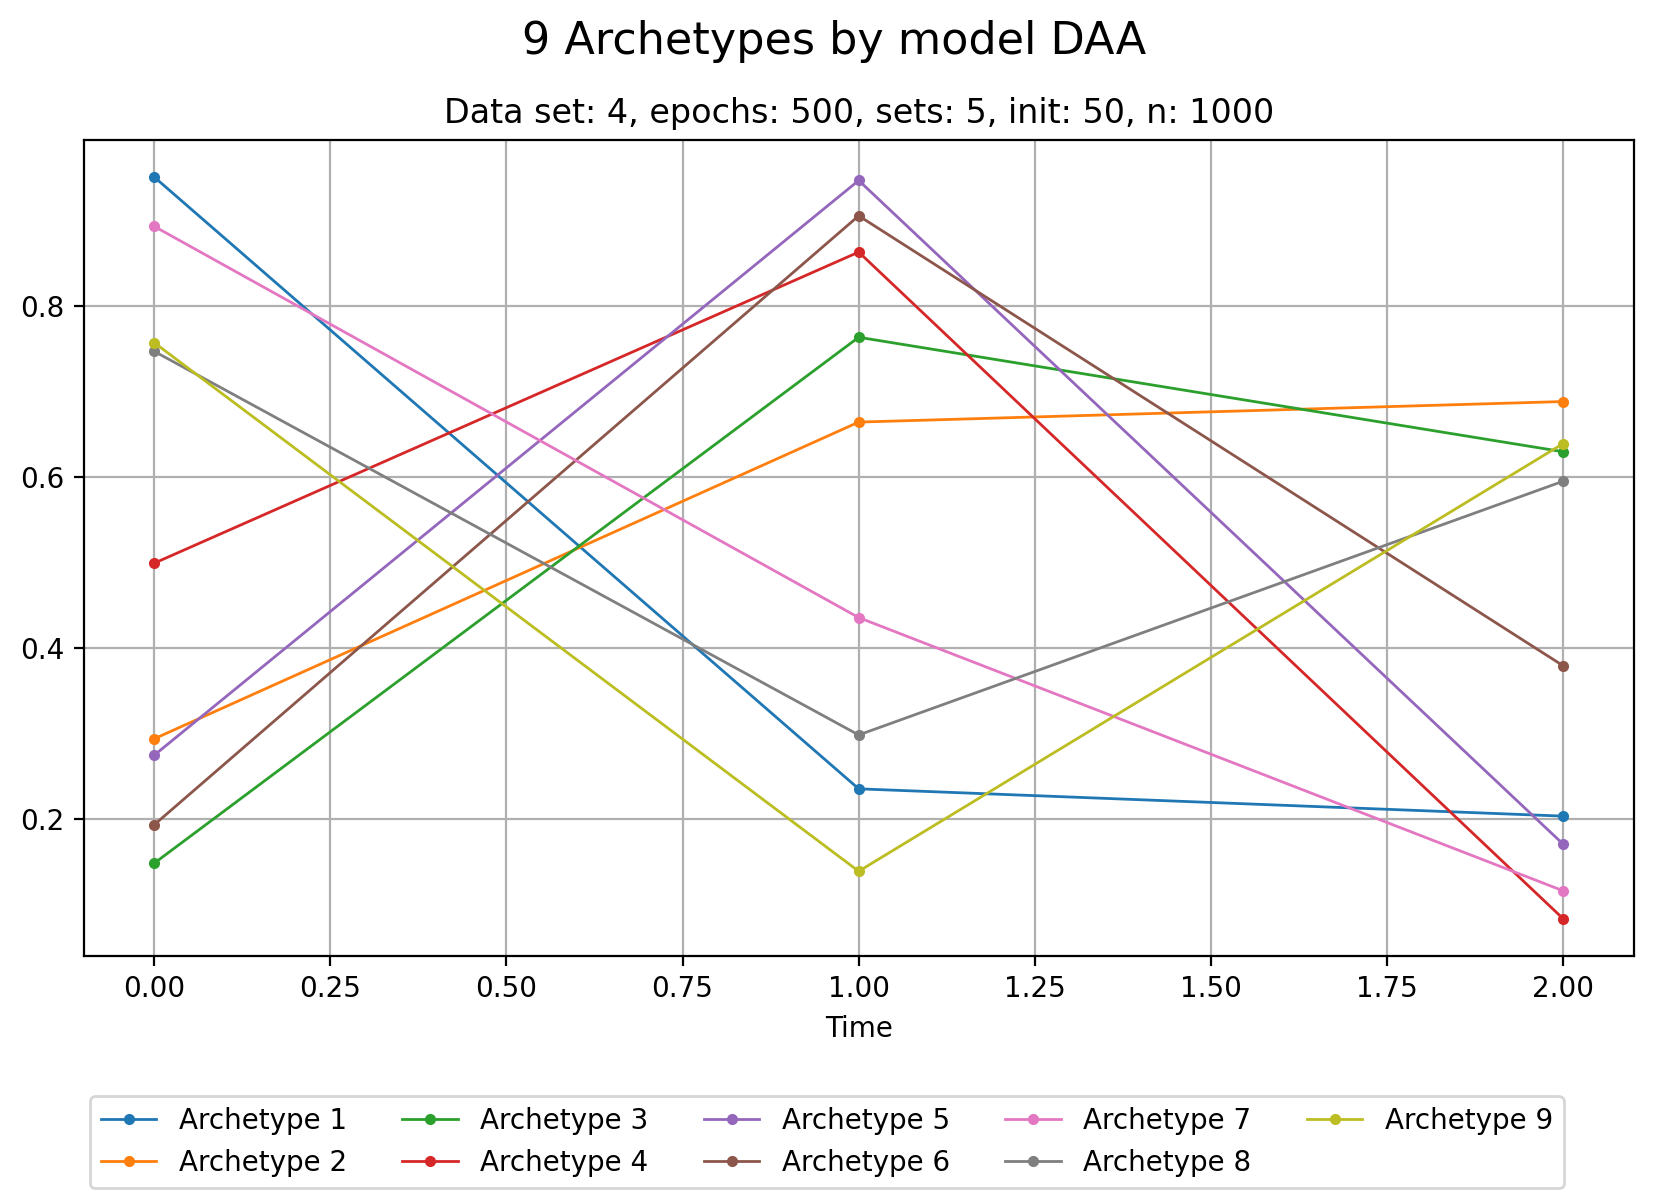 9 Archetypes by model DAA
Data set: 4, epochs: 500, sets: 5, init: 50, n: 1000
0.8
0.6
0.4
0.2
0.00 0.25 0.50 0.75 1.00 1.25 1.50 1.75 2.00
Time
Archetype 1 Archetype 3 Archetype 5 Archetype 7 Archetype 9
Archetype 2 Archetype 4 Archetype 6 Archetype 8